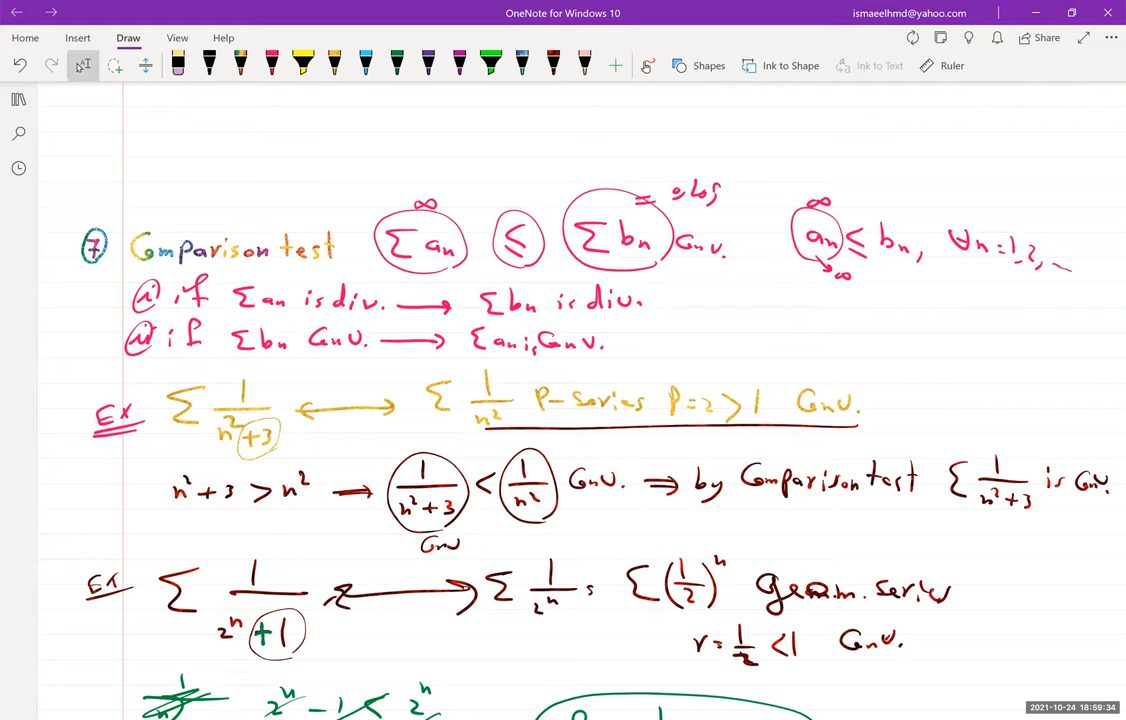 OneNote for Windows 10
ismaeelhmd@yahoo.com
Home Insert Draw View Help
Share
Shapes Ink to Shape Ink to Text Ruler
∞ ∞
⑦ Comparison test Σ an ≤ Σ bn Conv. an ≤ bn, ∀n=1,2,...
∞
i) if Σ an is div. → Σ bn is div.
ii) if Σ bn Conv. → Σ an is Conv.
Ex Σ 1/(n²+3) ↔ Σ 1/n² P-series P=2>1 Conv.
n²+3 > n² → 1/(n²+3) < 1/n² Conv. ⇒ by Comparison test Σ 1/(n²+3) is Conv.
Conv
Ex Σ 1/(2ⁿ+1) ↔ Σ 1/2ⁿ = Σ (1/2)ⁿ geom. series
r = 1/2 < 1 Conv.
2ⁿ - 1 < 2ⁿ
2021-10-24 18:59:34